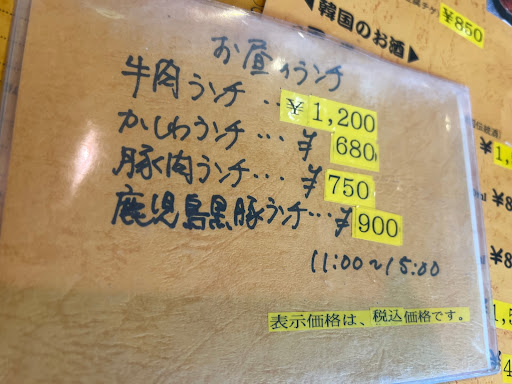 お昼のランチ
牛肉ランチ… ¥1,200
かしわランチ… ¥680
豚肉ランチ… ¥750
鹿児島黒豚ランチ… ¥900
11:00～15:00
表示価格は、税込価格です。
¥850
◀韓国のお酒▶